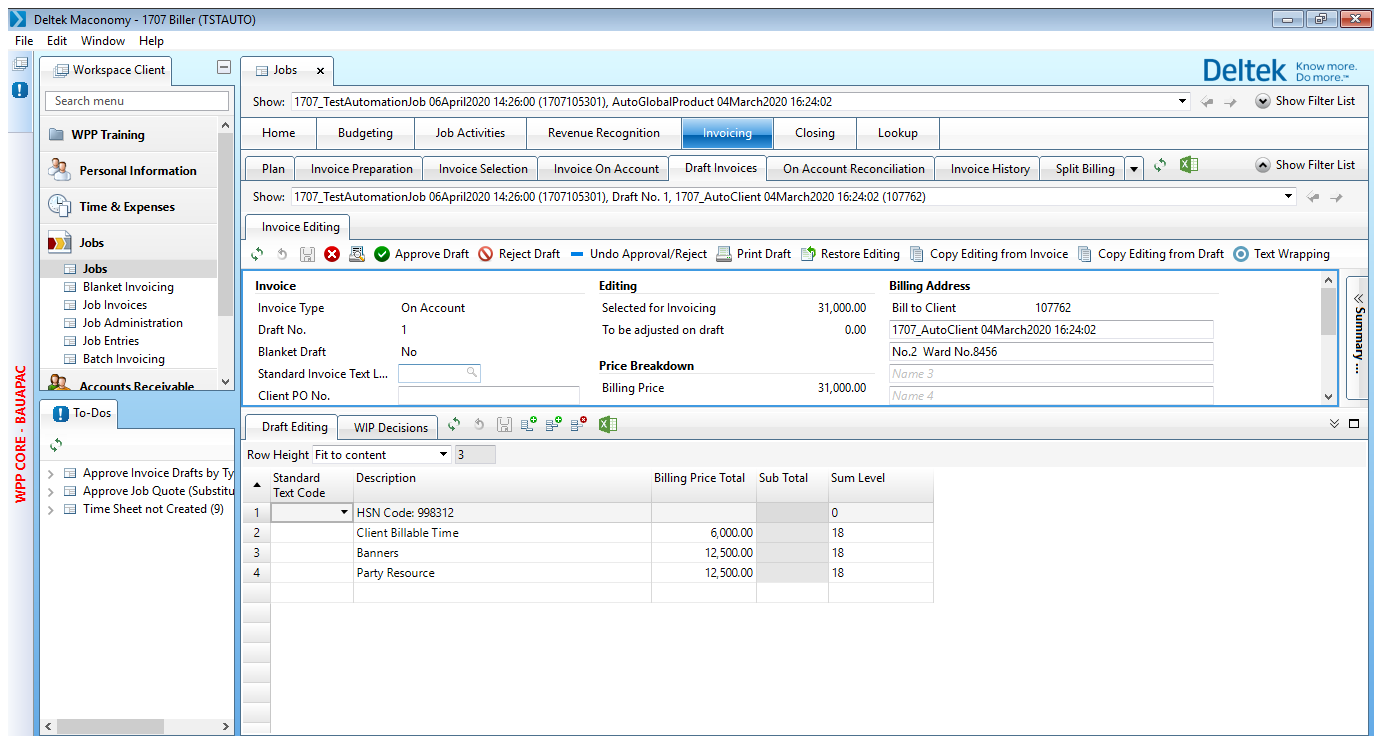 Deltek Maconomy - 1707 Biller (TSTAUTO)
File Edit Window Help
Workspace Client
Search menu
WPP Training
Personal Information
Time & Expenses
Jobs
Jobs
Blanket Invoicing
Job Invoices
Job Administration
Job Entries
Batch Invoicing
Accounts Receivable
WPP CORE - BAUAPAC
To-Dos
Approve Invoice Drafts by Ty
Approve Job Quote (Substitu
Time Sheet not Created (9)
Jobs x
Deltek Know more.
Do more.™
Show: 1707_TestAutomationJob 06April2020 14:26:00 (1707105301), AutoGlobalProduct 04March2020 16:24:02 Show Filter List
Home Budgeting Job Activities Revenue Recognition Invoicing Closing Lookup
Plan Invoice Preparation Invoice Selection Invoice On Account Draft Invoices On Account Reconciliation Invoice History Split Billing Show Filter List
Show: 1707_TestAutomationJob 06April2020 14:26:00 (1707105301), Draft No. 1, 1707_AutoClient 04March2020 16:24:02 (107762)
Invoice Editing
Approve Draft Reject Draft Undo Approval/Reject Print Draft Restore Editing Copy Editing from Invoice Copy Editing from Draft Text Wrapping
Invoice Editing Billing Address
Invoice Type On Account Selected for Invoicing 31,000.00 Bill to Client 107762
Draft No. 1 To be adjusted on draft 0.00 1707_AutoClient 04March2020 16:24:02
Blanket Draft No No.2 Ward No.8456
Standard Invoice Text L... Price Breakdown Name 3
Client PO No. Billing Price 31,000.00 Name 4
Summary ...
Draft Editing WIP Decisions
Row Height Fit to content 3
Standard Text Code Description Billing Price Total Sub Total Sum Level
1 HSN Code: 998312 0
2 Client Billable Time 6,000.00 18
3 Banners 12,500.00 18
4 Party Resource 12,500.00 18